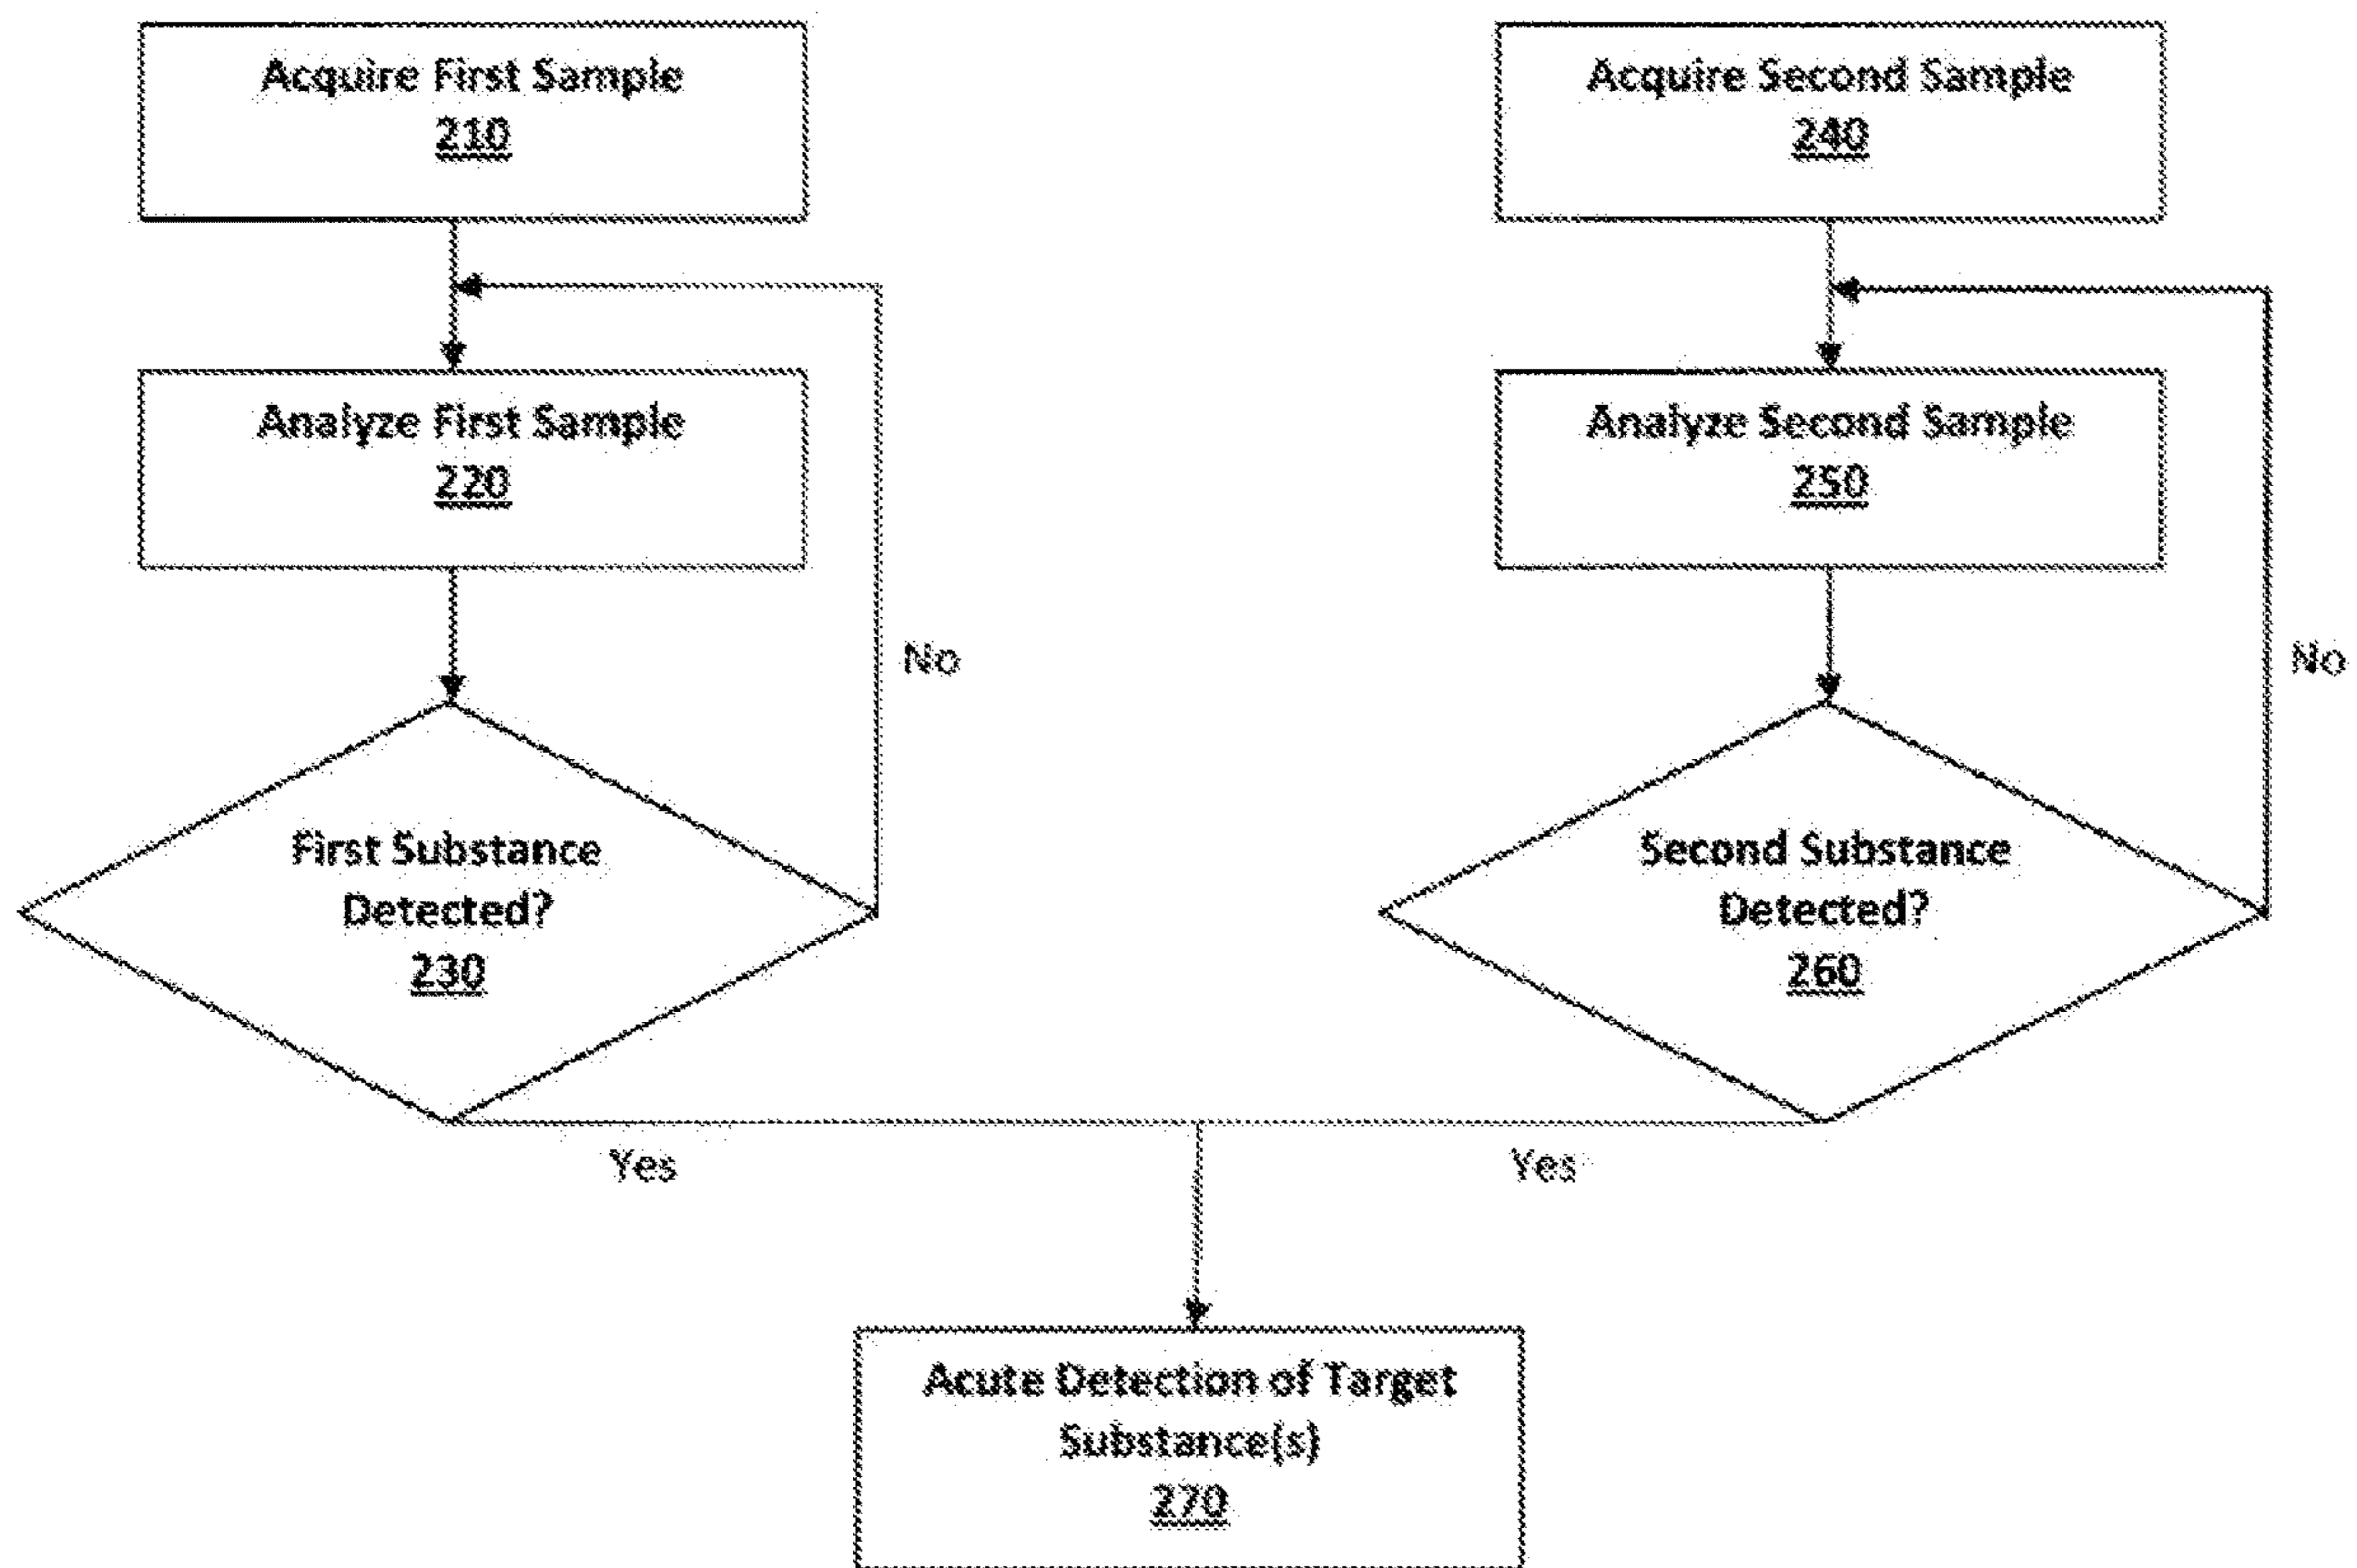 Acquire First Sample
210
Acquire Second Sample
240
Analyze First Sample
220
Analyze Second Sample
250
No
No
First Substance
Detected?
230
Second Substance
Detected?
260
Yes
Yes
Acute Detection of Target
Substance(s)
270